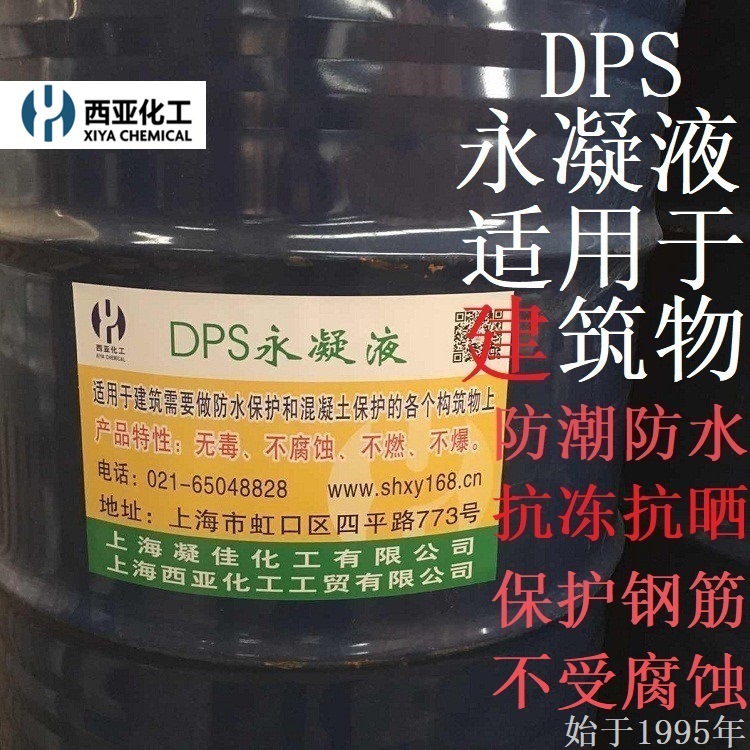 西亚化工
XIYA CHEMICAL
DPS
永凝液
适用于
建筑物
防潮防水
抗冻抗晒
保护钢筋
不受腐蚀
始于1995年
西亚化工
XIYA CHEMICAL
DPS永凝液
适用于建筑需要做防水保护和混凝土保护的各个构筑物上
产品特性：无毒、不腐蚀、不燃、不爆。
电话：021-65048828 www.shxy168.cn
地址：上海市虹口区四平路773号
上海凝佳化工有限公司
上海西亚化工工贸有限公司